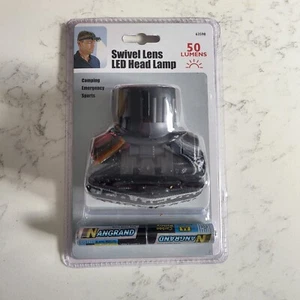 Swivel Lens
LED Head Lamp
50
LUMENS
Camping
Emergency
Sports
NANGRAND
NANGRAND